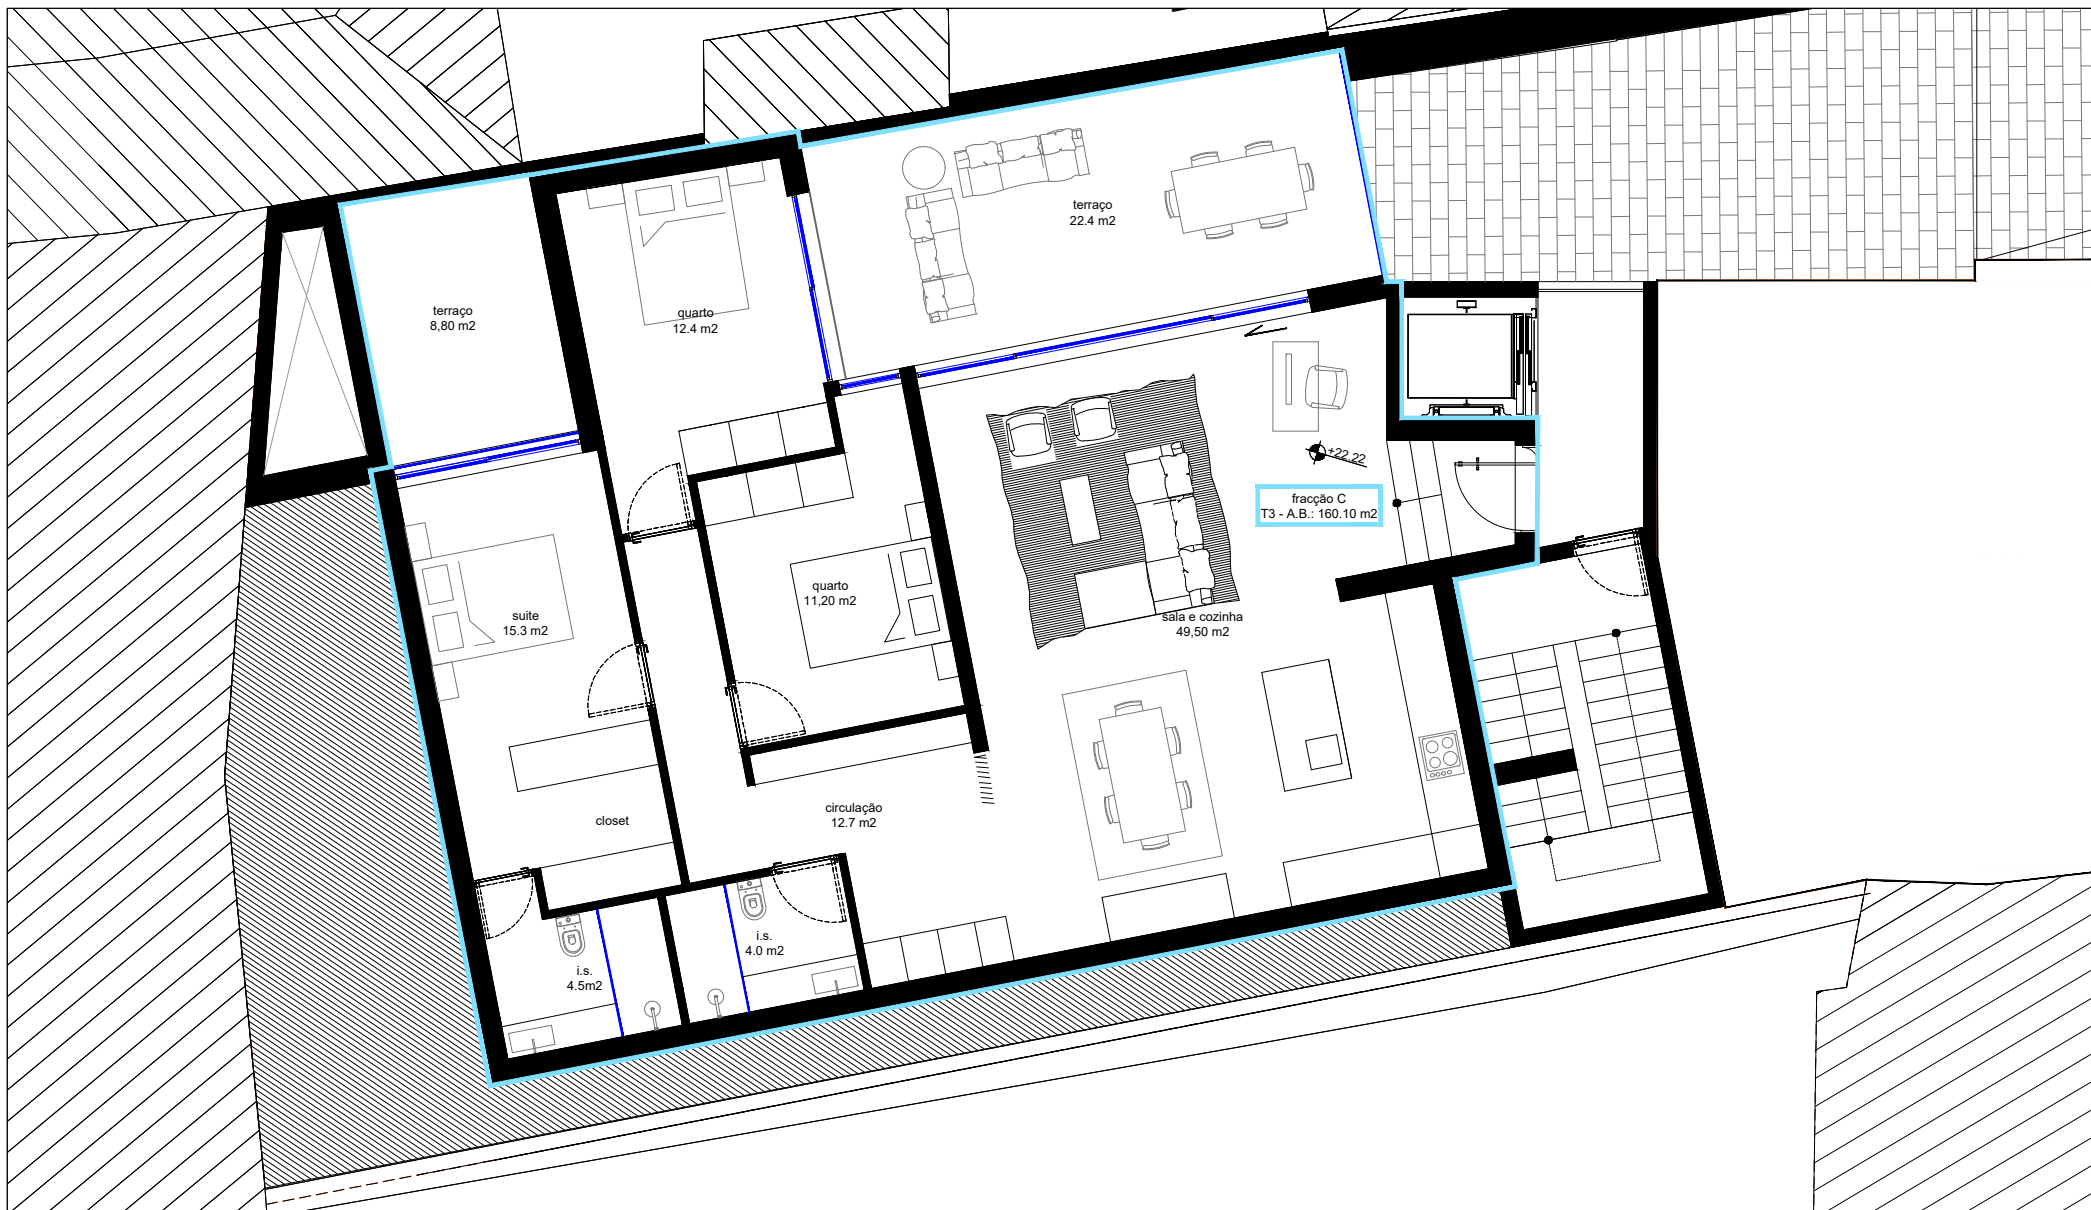 terraço
22.4 m2
terraço
8,80 m2
quarto
12.4 m2
+22.22
fracção C
T3 - A.B.: 160.10 m2
quarto
11,20 m2
suite
15.3 m2
sala e cozinha
49,50 m2
circulação
12.7 m2
closet
i.s.
4.0 m2
i.s.
4.5m2